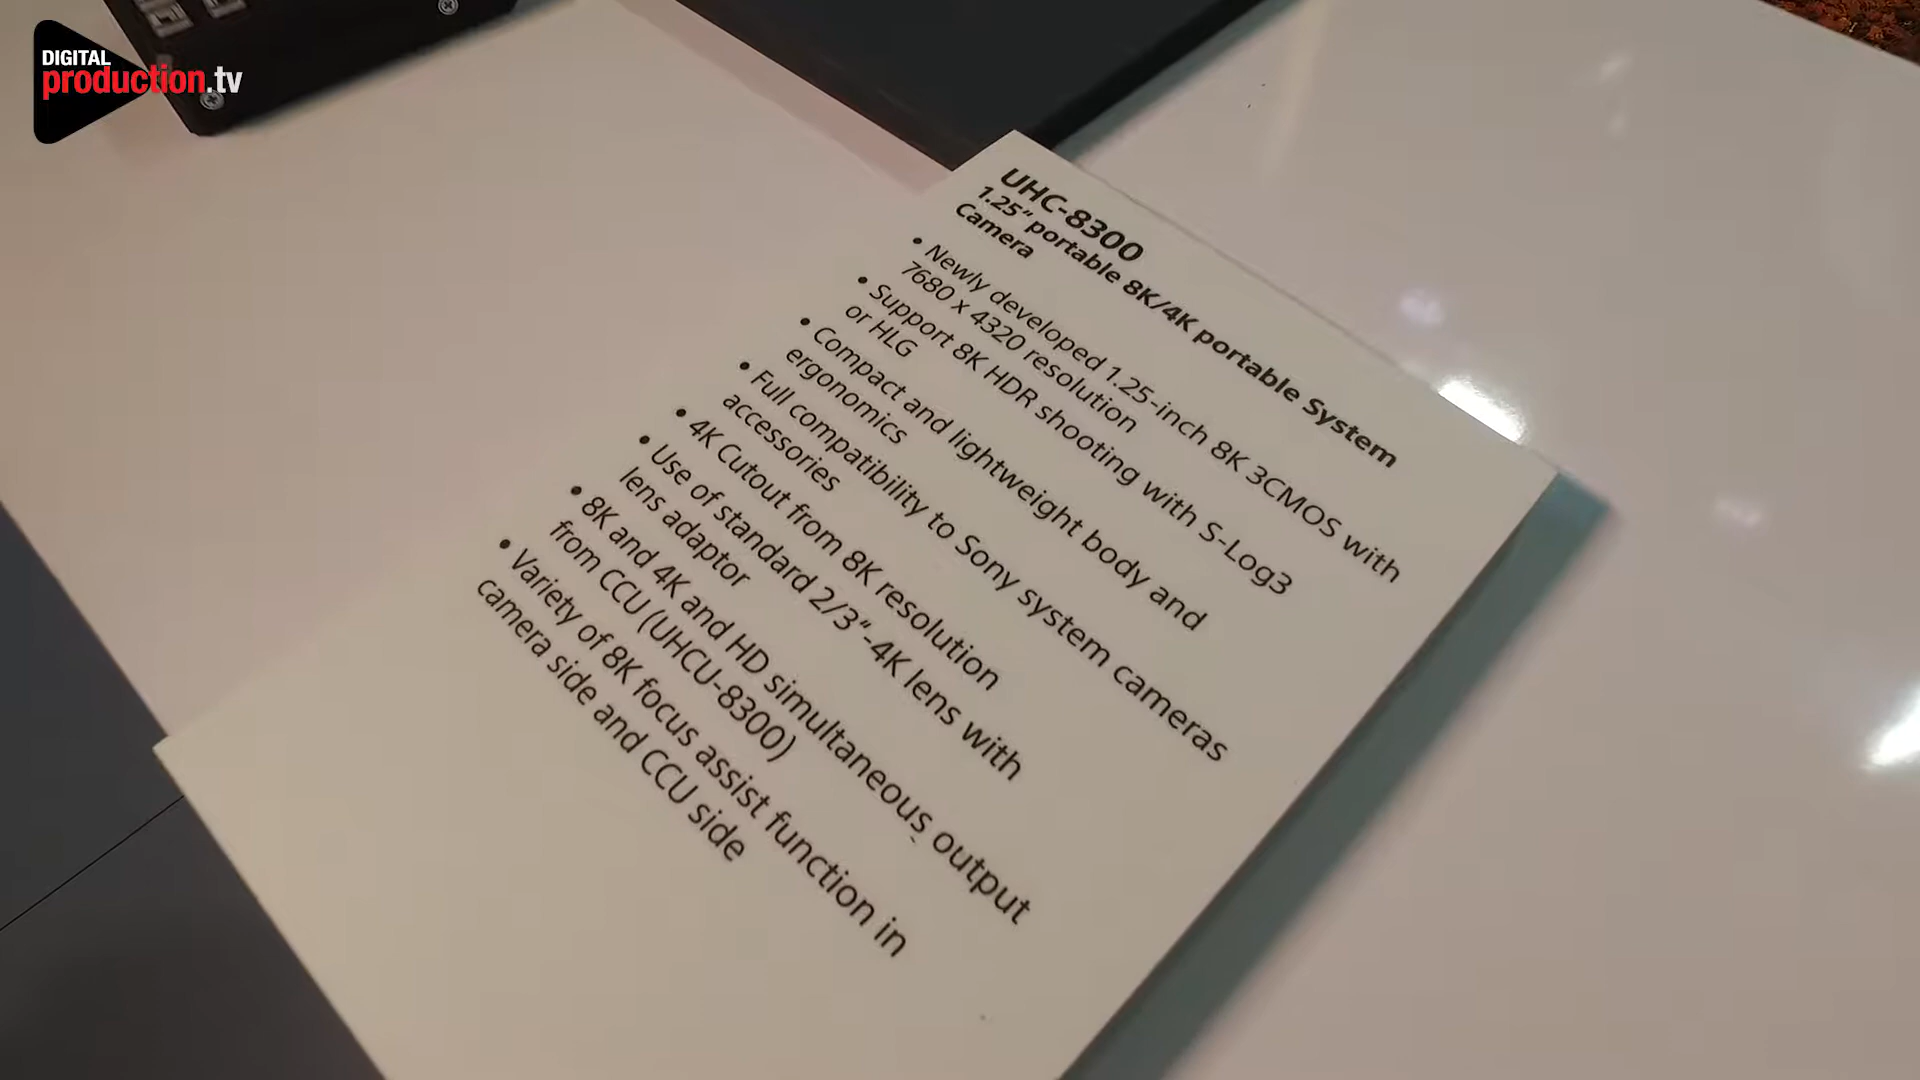 DIGITAL
production.tv
UHC-8300
1.25" portable 8K/4K portable System
Camera
• Newly developed 1.25-inch 8K 3CMOS with
7680 x 4320 resolution
• Support 8K HDR shooting with S-Log3
or HLG
• Compact and lightweight body and
ergonomics
• Full compatibility to Sony system cameras
accessories
• 4K Cutout from 8K resolution
• Use of standard 2/3"-4K lens with
lens adaptor
• 8K and 4K and HD simultaneous output
from CCU (UHCU-8300)
• Variety of 8K focus assist function in
camera side and CCU side